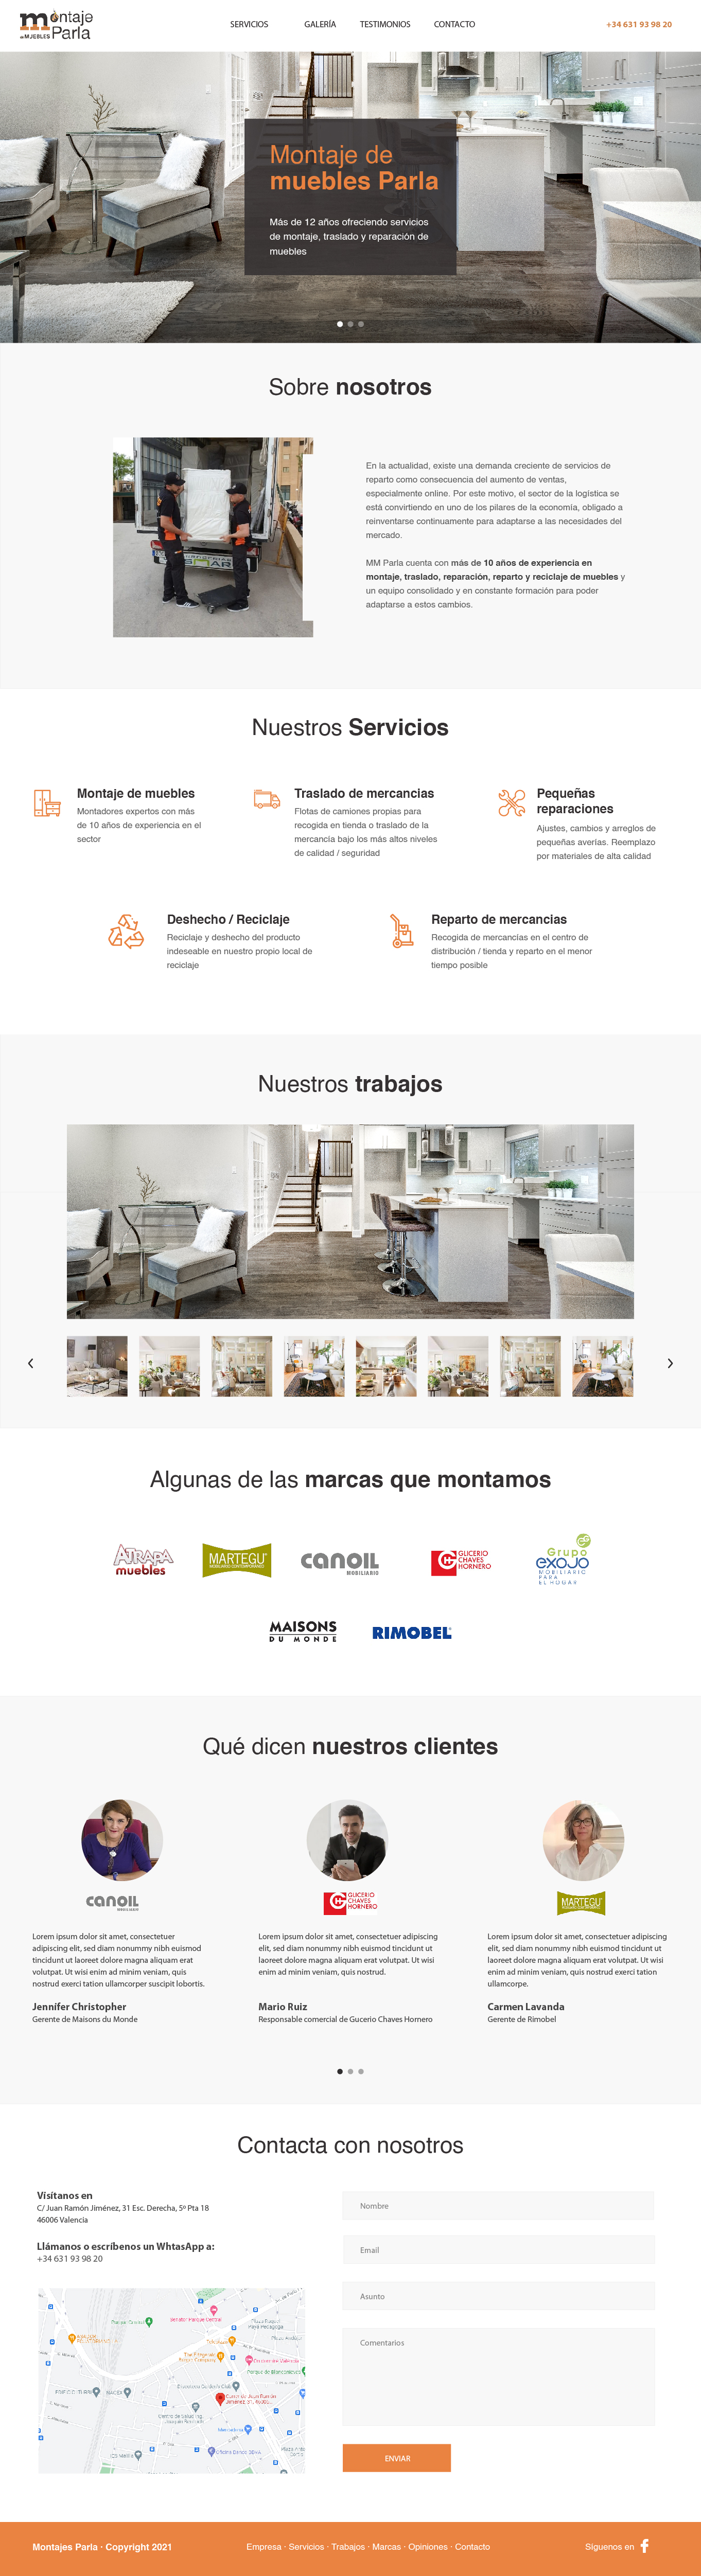 montaje
de MUEBLES Parla
SERVICIOS GALERÍA TESTIMONIOS CONTACTO
+34 631 93 98 20
Montaje de
muebles Parla
Más de 12 años ofreciendo servicios
de montaje, traslado y reparación de
muebles
Sobre nosotros
En la actualidad, existe una demanda creciente de servicios de
reparto como consecuencia del aumento de ventas,
especialmente online. Por este motivo, el sector de la logística se
está convirtiendo en uno de los pilares de la economía, obligado a
reinventarse continuamente para adaptarse a las necesidades del
mercado.
MM Parla cuenta con más de 10 años de experiencia en
montaje, traslado, reparación, reparto y reciclaje de muebles y
un equipo consolidado y en constante formación para poder
adaptarse a estos cambios.
Nuestros Servicios
Montaje de muebles
Montadores expertos con más
de 10 años de experiencia en el
sector
Traslado de mercancias
Flotas de camiones propias para
recogida en tienda o traslado de la
mercancía bajo los más altos niveles
de calidad / seguridad
Pequeñas
reparaciones
Ajustes, cambios y arreglos de
pequeñas averías. Reemplazo
por materiales de alta calidad
Deshecho / Reciclaje
Reciclaje y deshecho del producto
indeseable en nuestro propio local de
reciclaje
Reparto de mercancias
Recogida de mercancías en el centro de
distribución / tienda y reparto en el menor
tiempo posible
Nuestros trabajos
Algunas de las marcas que montamos
ATRAPA
muebles
MARTEGU
MOBILIARIO CONTEMPORÁNEO
canoil
MOBILIARIO
GLICERIO
CHAVES
HORNERO
Grupo
exojo
MOBILIARIO
PARA
EL HOGAR
MAISONS
DU MONDE
RIMOBEL
Qué dicen nuestros clientes
canoil
MOBILIARIO
GLICERIO
CHAVES
HORNERO
MARTEGU
Lorem ipsum dolor sit amet, consectetuer
adipiscing elit, sed diam nonummy nibh euismod
tincidunt ut laoreet dolore magna aliquam erat
volutpat. Ut wisi enim ad minim veniam, quis
nostrud exerci tation ullamcorper suscipit lobortis.
Jennifer Christopher
Gerente de Maisons du Monde
Lorem ipsum dolor sit amet, consectetuer adipiscing
elit, sed diam nonummy nibh euismod tincidunt ut
laoreet dolore magna aliquam erat volutpat. Ut wisi
enim ad minim veniam, quis nostrud.
Mario Ruiz
Responsable comercial de Gucerio Chaves Hornero
Lorem ipsum dolor sit amet, consectetuer adipiscing
elit, sed diam nonummy nibh euismod tincidunt ut
laoreet dolore magna aliquam erat volutpat. Ut wisi
enim ad minim veniam, quis nostrud exerci tation
ullamcorpe.
Carmen Lavanda
Gerente de Rimobel
Contacta con nosotros
Visítanos en
C/ Juan Ramón Jiménez, 31 Esc. Derecha, 5º Pta 18
46006 Valencia
Llámanos o escríbenos un WhtasApp a:
+34 631 93 98 20
Nombre
Email
Asunto
Comentarios
ENVIAR
Montajes Parla · Copyright 2021
Empresa · Servicios · Trabajos · Marcas · Opiniones · Contacto
Síguenos en f